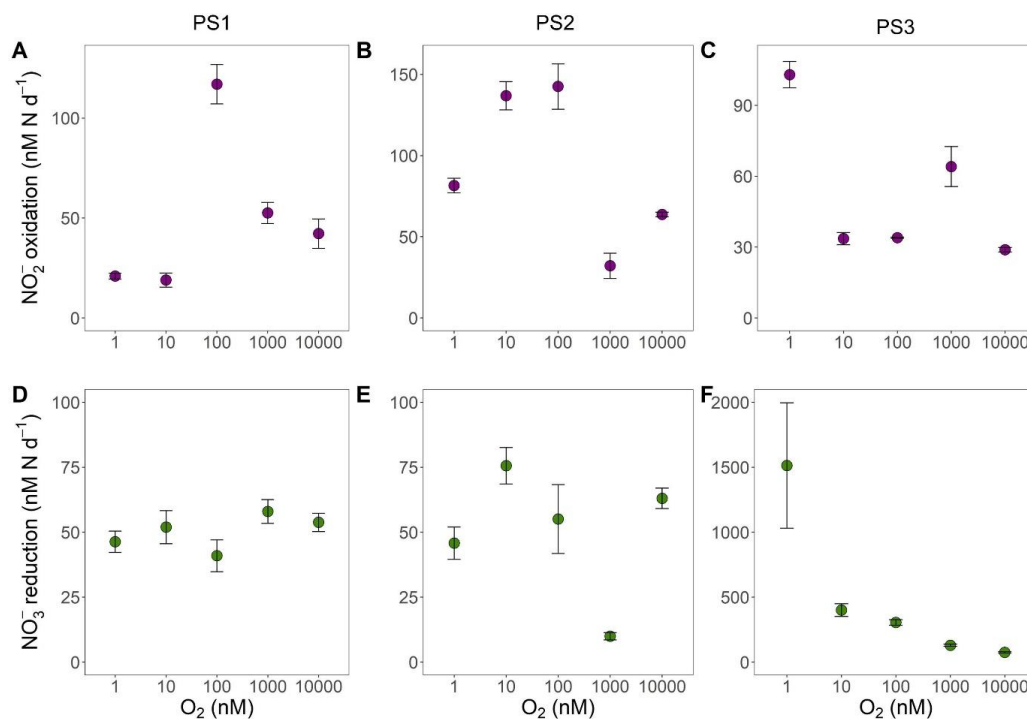 PS1
PS2
PS3
A
B
C
NO₂⁻ oxidation (nM N d⁻¹)
100
50
0
1 10 100 1000 10000
150
100
50
0
1 10 100 1000 10000
90
60
30
0
1 10 100 1000 10000
D
E
F
NO₃⁻ reduction (nM N d⁻¹)
100
75
50
25
0
1 10 100 1000 10000
O₂ (nM)
100
75
50
25
0
1 10 100 1000 10000
O₂ (nM)
2000
1500
1000
500
0
1 10 100 1000 10000
O₂ (nM)